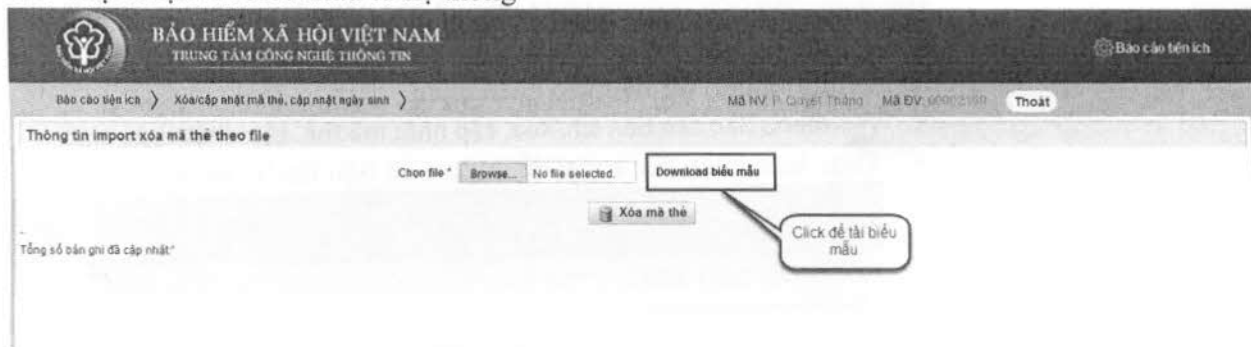 BẢO HIỂM XÃ HỘI VIỆT NAM
TRUNG TÂM CÔNG NGHỆ THÔNG TIN
Báo cáo tiện ích
Báo cáo tiện ích 〉 Xóa/cập nhật mã thẻ, cập nhật ngày sinh 〉 Mã NV: Mã ĐV: Thoát
Thông tin import xóa mã thẻ theo file
Chọn file * Browse... No file selected. Download biểu mẫu
Xóa mã thẻ
Click để tải biểu
mẫu
Tổng số bản ghi đã cập nhật"